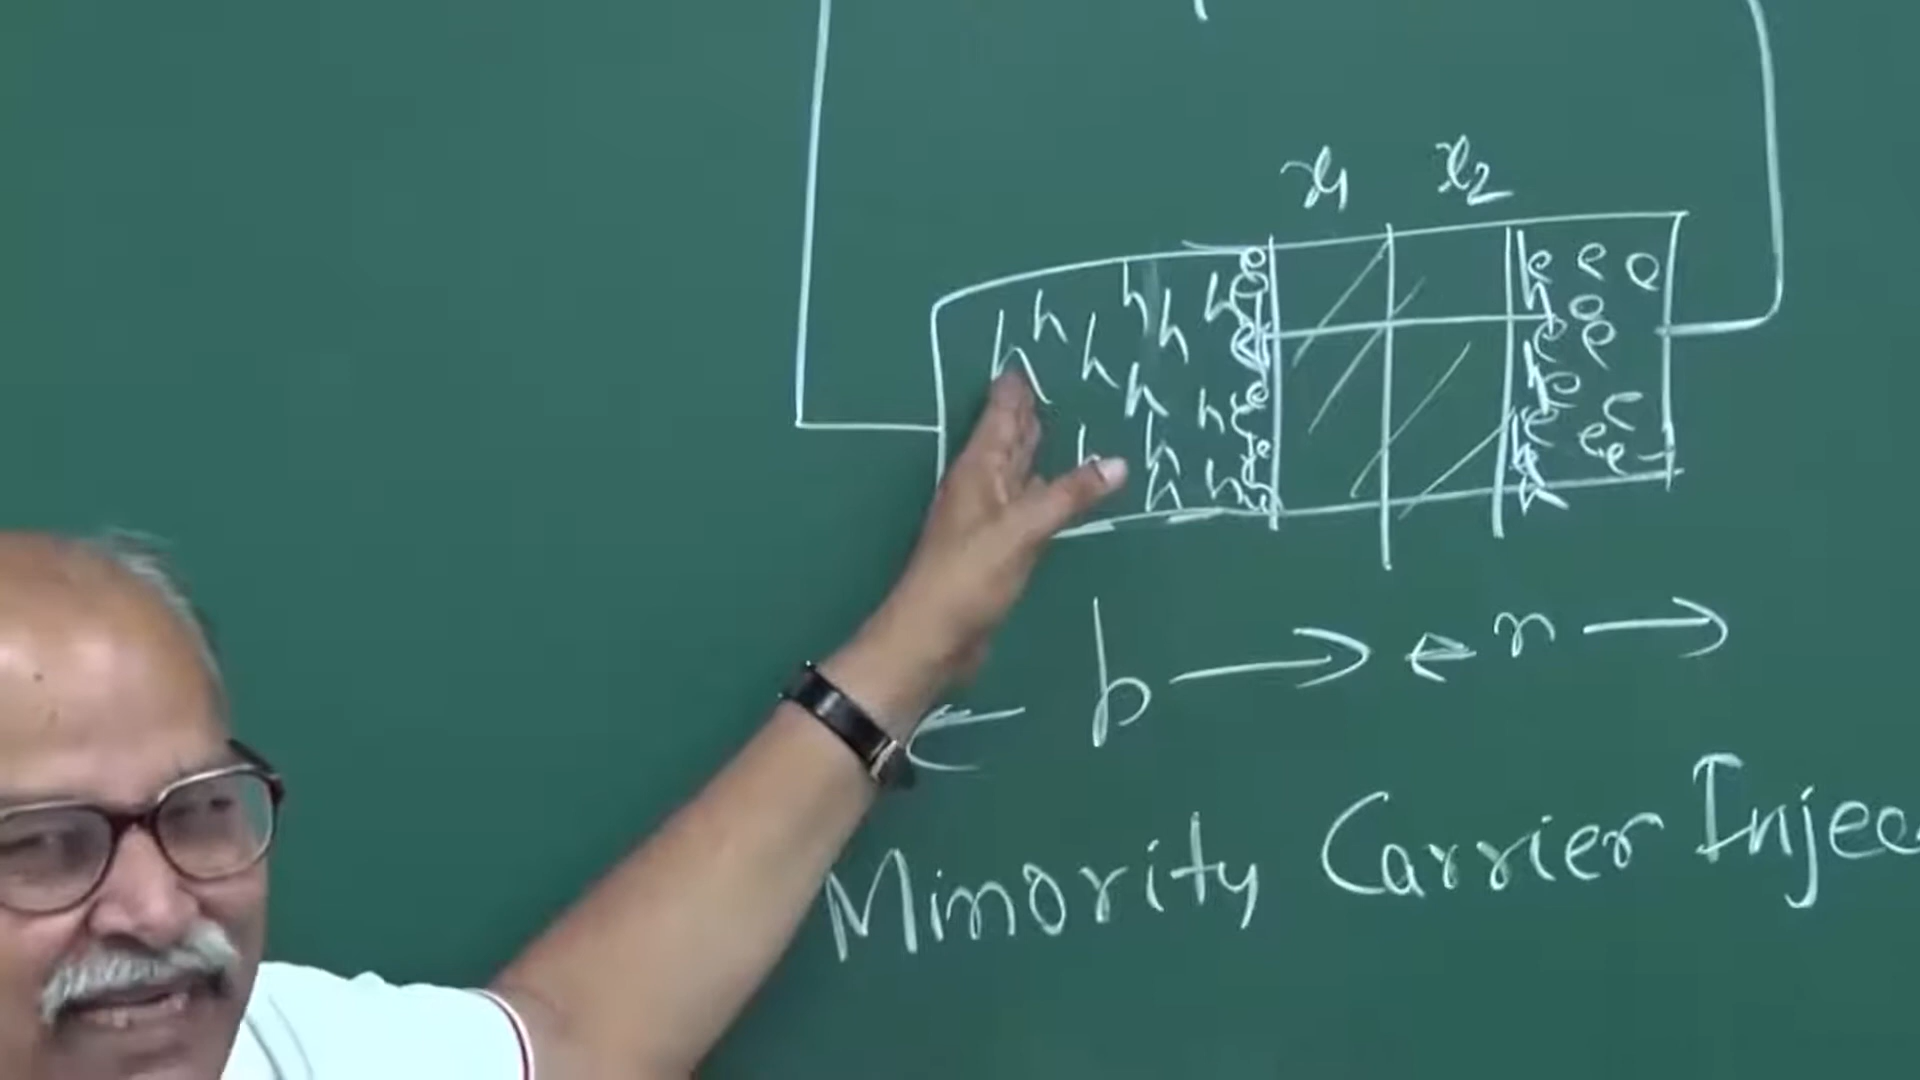 x1 x2
h h h h h h e e e e
h h h h e h e e e
h h h h e h e e e
← p → ← n →
Minority Carrier Injec